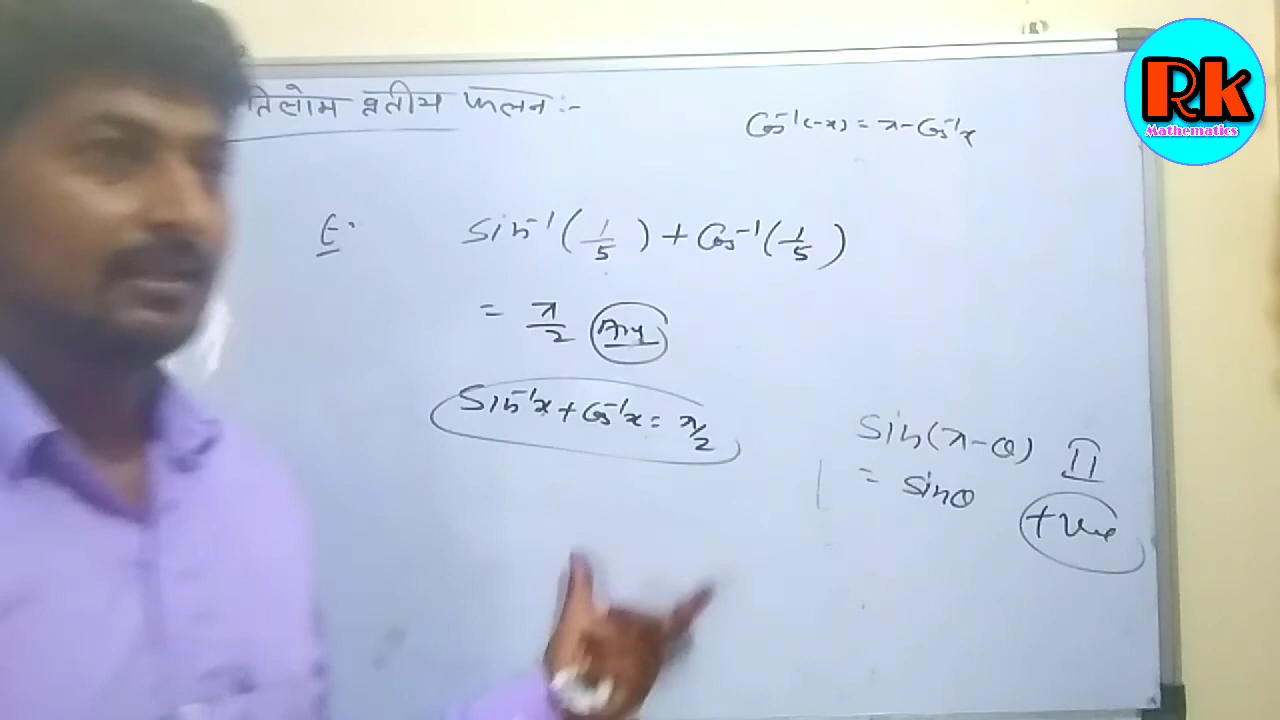 तिलोम व्रतीय फलन :-
Cos⁻¹(-x) = π - Cos⁻¹x
Rk
Mathematics
E.
Sin⁻¹(1/5) + Cos⁻¹(1/5)
= π/2 Ans
Sin⁻¹x + Cos⁻¹x = π/2
Sin(π-θ) II
= sinθ +ve